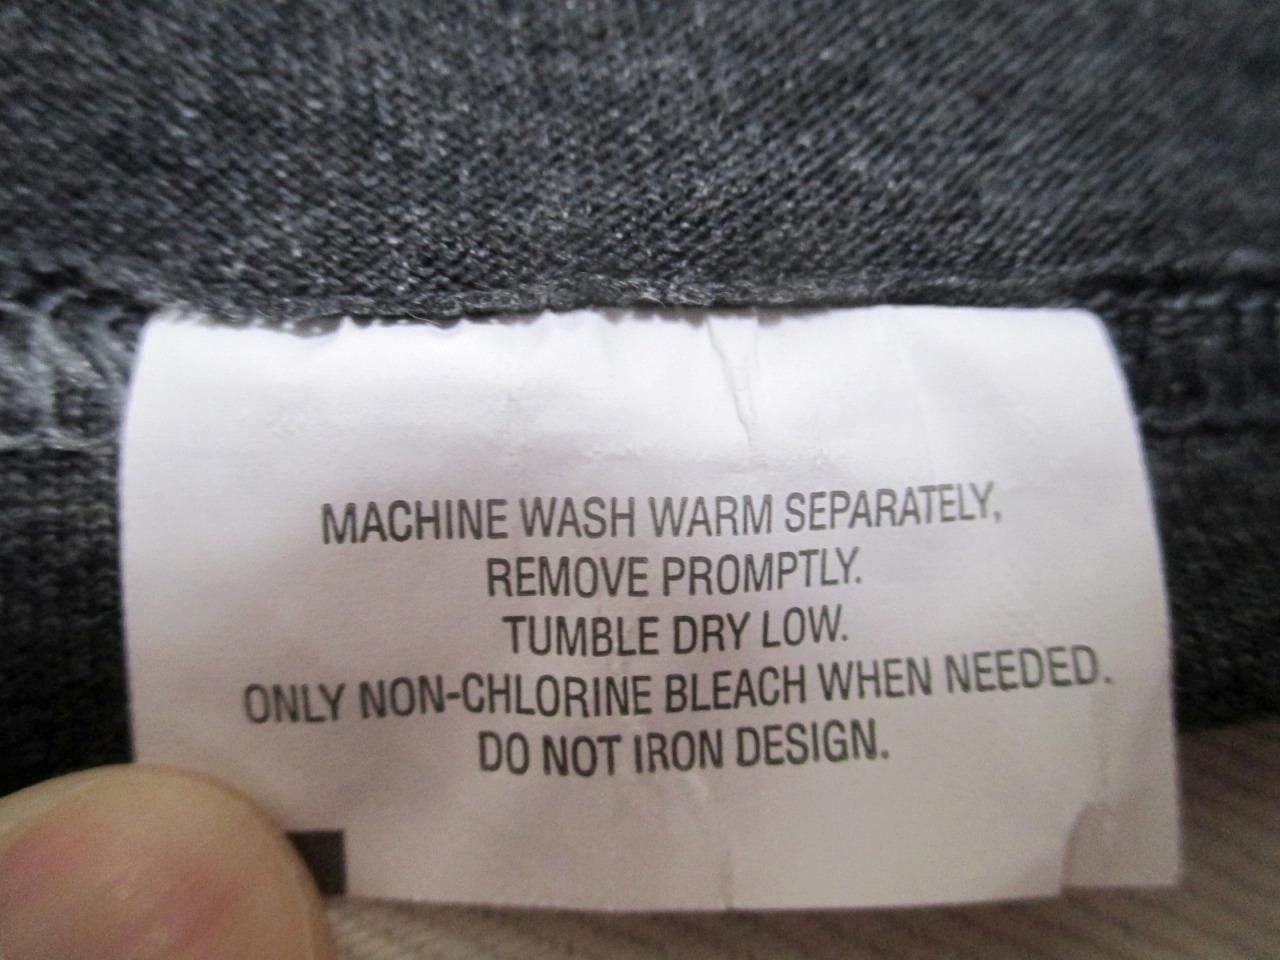 MACHINE WASH WARM SEPARATELY,
REMOVE PROMPTLY.
TUMBLE DRY LOW.
ONLY NON-CHLORINE BLEACH WHEN NEEDED.
DO NOT IRON DESIGN.